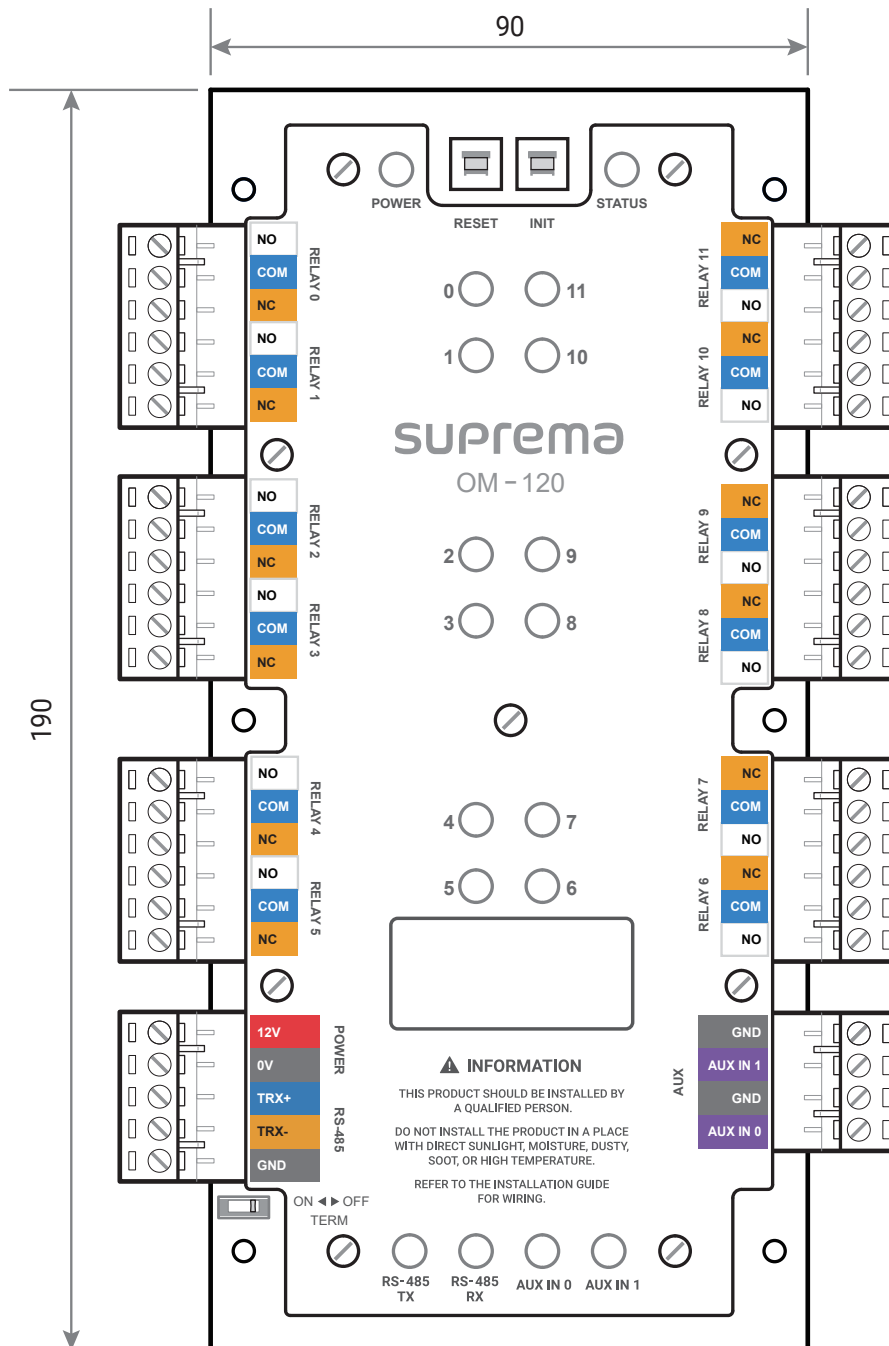 90
190
POWER
RESET
INIT
STATUS
NO
COM
NC
RELAY 0
NO
COM
NC
RELAY 1
NC
COM
NO
RELAY 11
NC
COM
NO
RELAY 10
0
11
1
10
suprema
OM-120
NO
COM
NC
RELAY 2
NO
COM
NC
RELAY 3
NC
COM
NO
RELAY 9
NC
COM
NO
RELAY 8
2
9
3
8
NO
COM
NC
RELAY 4
NO
COM
NC
RELAY 5
NC
COM
NO
RELAY 7
NC
COM
NO
RELAY 6
4
7
5
6
12V
0V
POWER
TRX+
TRX-
GND
RS-485
GND
AUX IN 1
GND
AUX IN 0
AUX
INFORMATION
THIS PRODUCT SHOULD BE INSTALLED BY
A QUALIFIED PERSON.
DO NOT INSTALL THE PRODUCT IN A PLACE
WITH DIRECT SUNLIGHT, MOISTURE, DUSTY,
SOOT, OR HIGH TEMPERATURE.
REFER TO THE INSTALLATION GUIDE
FOR WIRING.
ON ◄ ► OFF
TERM
RS-485
TX
RS-485
RX
AUX IN 0
AUX IN 1